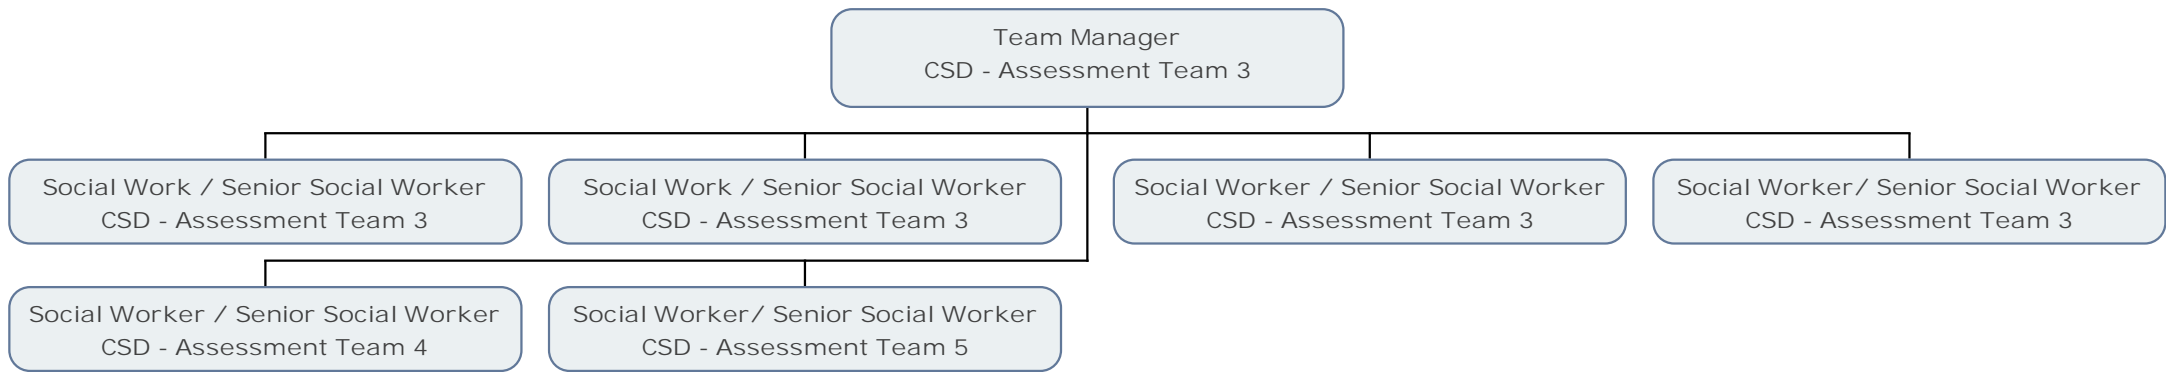 Team Manager
CSD - Assessment Team 3
Social Work / Senior Social Worker
CSD - Assessment Team 3
Social Work / Senior Social Worker
CSD - Assessment Team 3
Social Worker / Senior Social Worker
CSD - Assessment Team 3
Social Worker/ Senior Social Worker
CSD - Assessment Team 3
Social Worker / Senior Social Worker
CSD - Assessment Team 4
Social Worker/ Senior Social Worker
CSD - Assessment Team 5